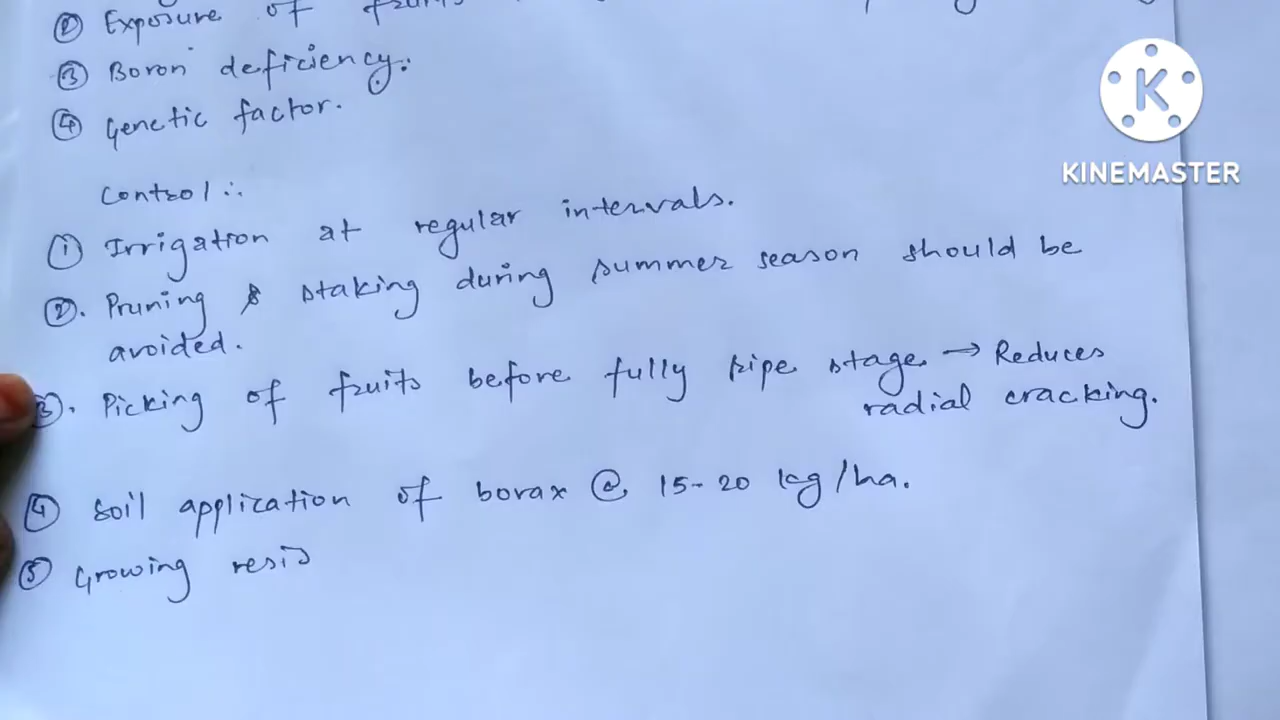 ② Exposure of fruits
③ Boron deficiency.
④ Genetic factor.
K
KINEMASTER
Control :
① Irrigation at regular intervals.
②. Pruning & staking during summer season should be
avoided.
③. Picking of fruits before fully ripe stage → Reduces
radial cracking.
④ Soil application of borax @ 15-20 kg/ha.
⑤ Growing resis